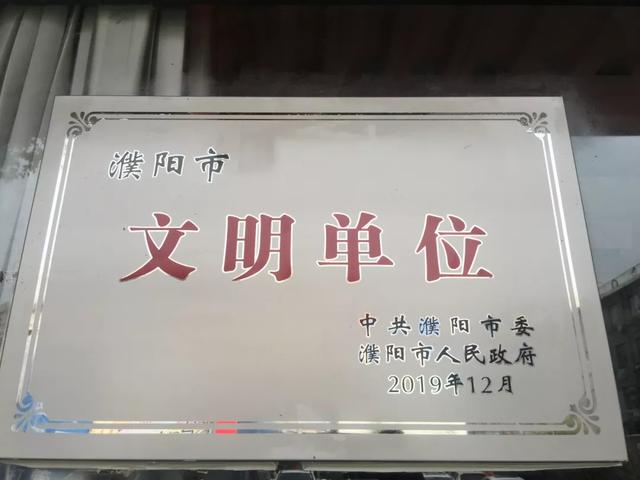 濮阳市
文明单位
中共濮阳市委
濮阳市人民政府
2019年12月